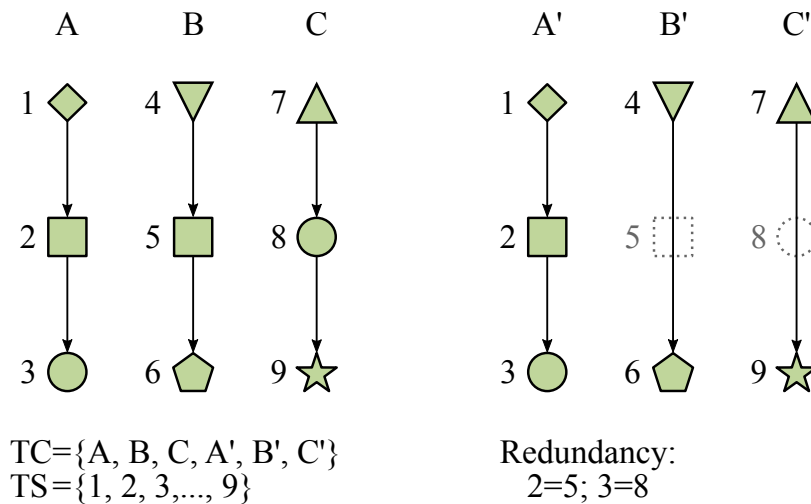 A B C A' B' C'
1 4 7 1 4 7
2 5 8 2 5 8
3 6 9 3 6 9
TC={A, B, C, A', B', C'} Redundancy:
TS={1, 2, 3,..., 9} 2=5; 3=8